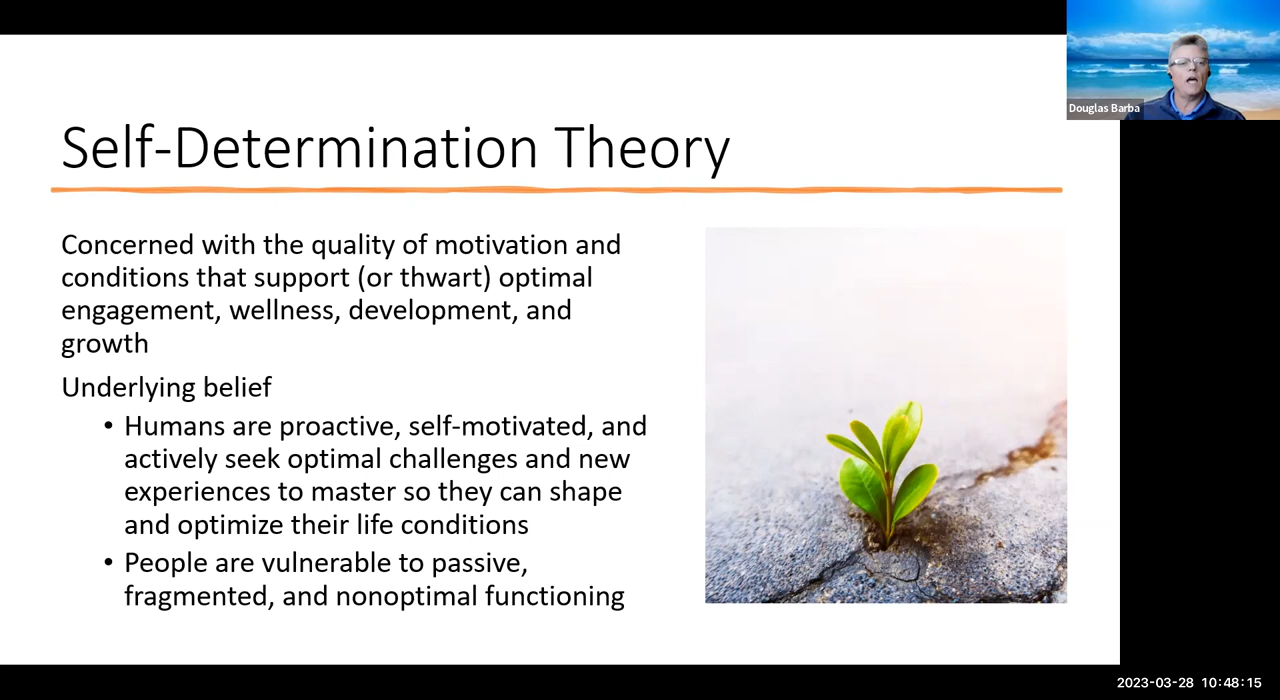 Douglas Barba
Self-Determination Theory
Concerned with the quality of motivation and
conditions that support (or thwart) optimal
engagement, wellness, development, and
growth
Underlying belief
• Humans are proactive, self-motivated, and
actively seek optimal challenges and new
experiences to master so they can shape
and optimize their life conditions
• People are vulnerable to passive,
fragmented, and nonoptimal functioning
2023-03-28 10:48:15